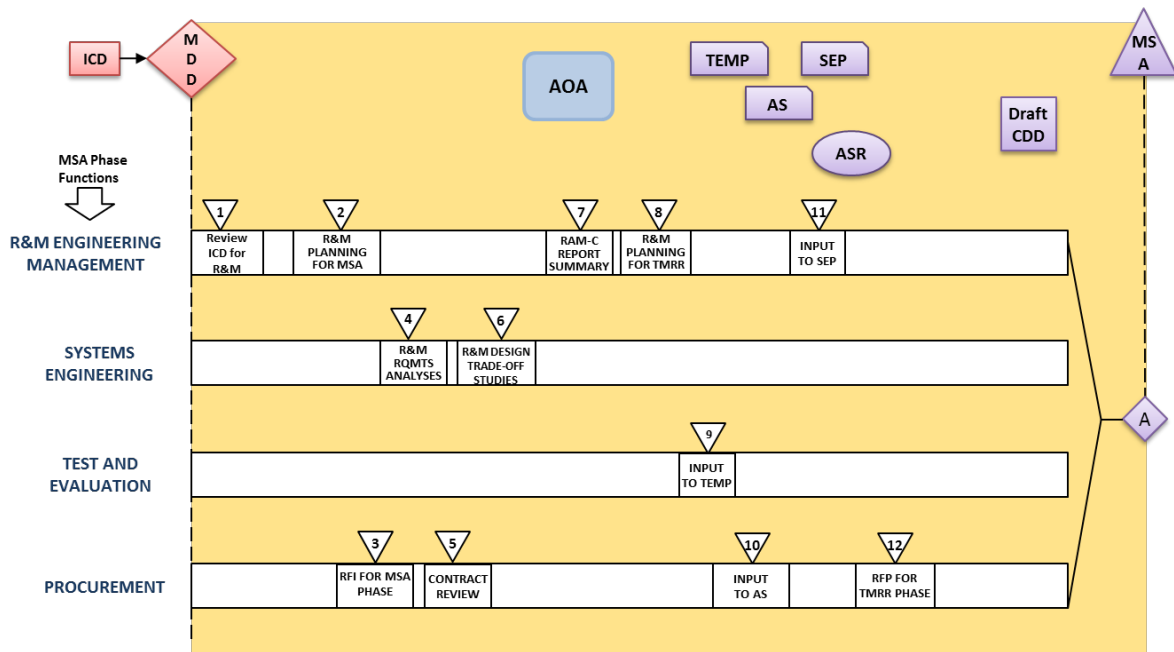 ICD
M
D
D
AOA
TEMP
SEP
AS
ASR
Draft
CDD
MS
A
MSA Phase
Functions
R&M ENGINEERING
MANAGEMENT
1
Review
ICD for
R&M
2
R&M
PLANNING
FOR MSA
7
RAM-C
REPORT
SUMMARY
8
R&M
PLANNING
FOR TMRR
11
INPUT
TO SEP
SYSTEMS
ENGINEERING
4
R&M
RQMTS
ANALYSES
6
R&M DESIGN
TRADE-OFF
STUDIES
A
TEST AND
EVALUATION
9
INPUT
TO TEMP
PROCUREMENT
3
RFI FOR MSA
PHASE
5
CONTRACT
REVIEW
10
INPUT
TO AS
12
RFP FOR
TMRR PHASE